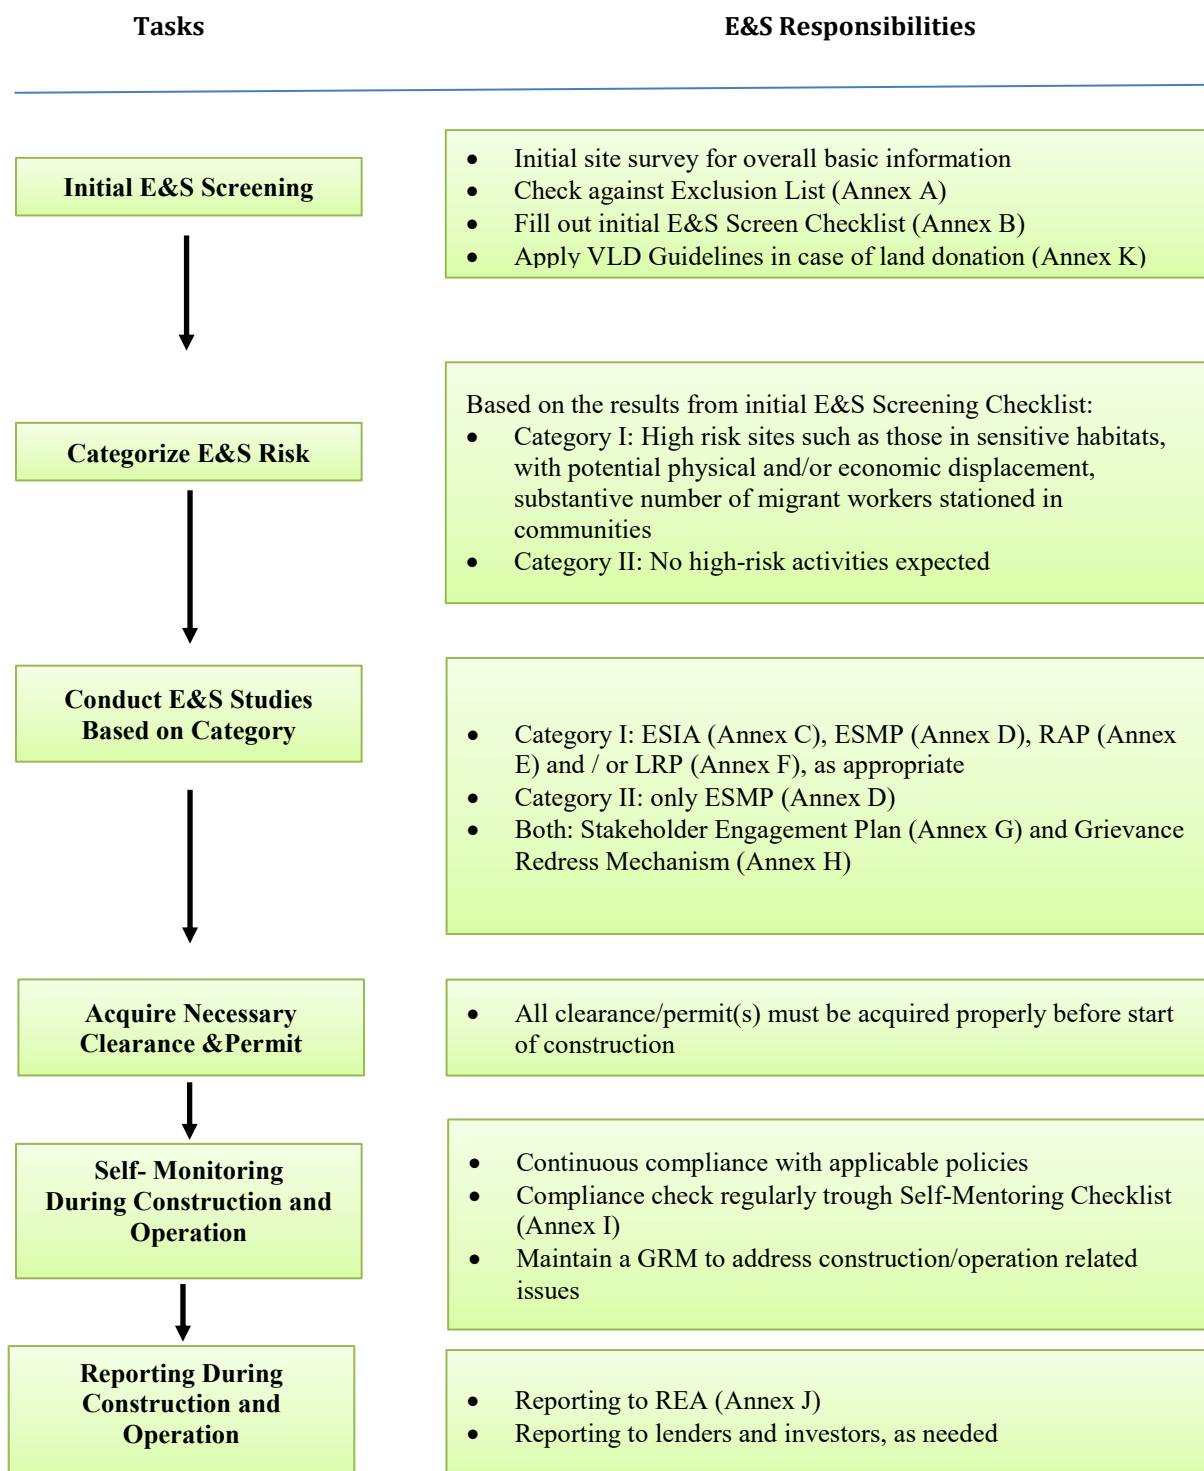 Tasks
E&S Responsibilities
Initial E&S Screening
• Initial site survey for overall basic information
• Check against Exclusion List (Annex A)
• Fill out initial E&S Screen Checklist (Annex B)
• Apply VLD Guidelines in case of land donation (Annex K)
Categorize E&S Risk
Based on the results from initial E&S Screening Checklist:
• Category I: High risk sites such as those in sensitive habitats,
with potential physical and/or economic displacement,
substantive number of migrant workers stationed in
communities
• Category II: No high-risk activities expected
Conduct E&S Studies
Based on Category
• Category I: ESIA (Annex C), ESMP (Annex D), RAP (Annex
E) and / or LRP (Annex F), as appropriate
• Category II: only ESMP (Annex D)
• Both: Stakeholder Engagement Plan (Annex G) and Grievance
Redress Mechanism (Annex H)
Acquire Necessary
Clearance &Permit
• All clearance/permit(s) must be acquired properly before start
of construction
Self- Monitoring
During Construction and
Operation
• Continuous compliance with applicable policies
• Compliance check regularly trough Self-Mentoring Checklist
(Annex I)
• Maintain a GRM to address construction/operation related
issues
Reporting During
Construction and
Operation
• Reporting to REA (Annex J)
• Reporting to lenders and investors, as needed